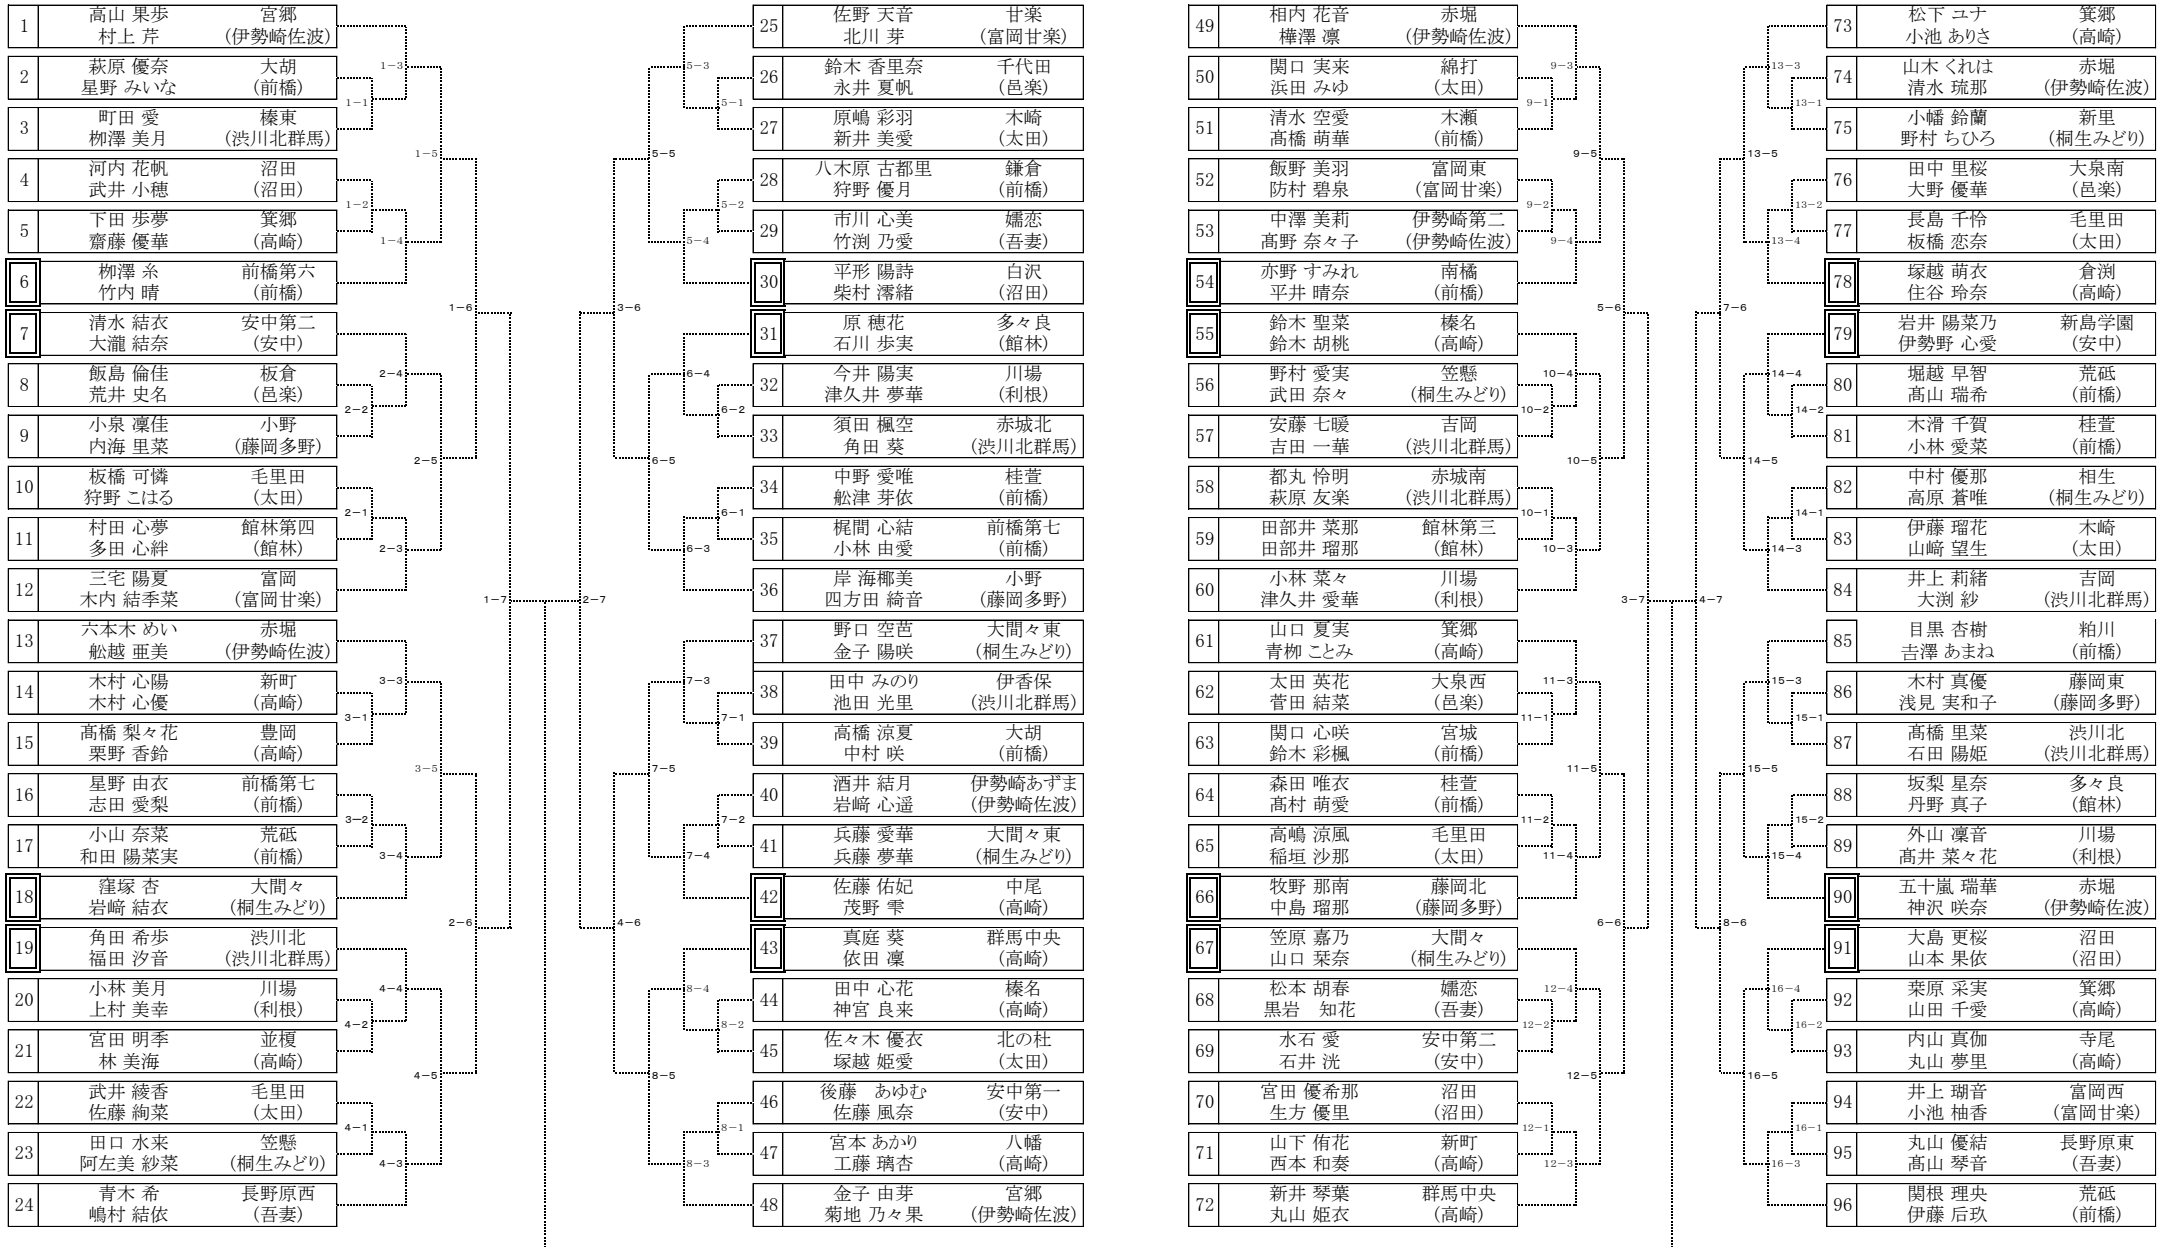 1 高山 果歩 宮郷
村上 芹 (伊勢崎佐波)
2 萩原 優奈 大胡
星野 みいな (前橋)
3 町田 愛 榛東
栁澤 美月 (渋川北群馬)
4 河内 花帆 沼田
武井 小穂 (沼田)
5 下田 歩夢 箕郷
齋藤 優華 (高崎)
6 栁澤 糸 前橋第六
竹内 晴 (前橋)
7 清水 結衣 安中第二
大瀧 結奈 (安中)
8 飯島 倫佳 板倉
荒井 史名 (邑楽)
9 小泉 凜佳 小野
内海 里菜 (藤岡多野)
10 板橋 可憐 毛里田
狩野 こはる (太田)
11 村田 心夢 館林第四
多田 心絆 (館林)
12 三宅 陽夏 富岡
木内 結季菜 (富岡甘楽)
13 六本木 めい 赤堀
舩越 亜美 (伊勢崎佐波)
14 木村 心陽 新町
木村 心優 (高崎)
15 髙橋 梨々花 豊岡
栗野 香鈴 (高崎)
16 星野 由衣 前橋第七
志田 愛梨 (前橋)
17 小山 奈菜 荒砥
和田 陽菜実 (前橋)
18 窪塚 杏 大間々
岩﨑 結衣 (桐生みどり)
19 角田 希歩 渋川北
福田 汐音 (渋川北群馬)
20 小林 美月 川場
上村 美幸 (利根)
21 宮田 明季 並榎
林 美海 (高崎)
22 武井 綾香 毛里田
佐藤 絢菜 (太田)
23 田口 水来 笠懸
阿左美 紗菜 (桐生みどり)
24 青木 希 長野原西
嶋村 結依 (吾妻)
1－1
1－2
1－3
1－4
1－5
1－6
2－1
2－2
2－3
2－4
2－5
3－1
3－2
3－3
3－4
3－5
2－6
4－1
4－2
4－3
4－4
4－5
1－7
2－7
25 佐野 天音 甘楽
北川 芽 (富岡甘楽)
26 鈴木 香里奈 千代田
永井 夏帆 (邑楽)
27 原嶋 彩羽 木崎
新井 美愛 (太田)
28 八木原 古都里 鎌倉
狩野 優月 (前橋)
29 市川 心美 嬬恋
竹渕 乃愛 (吾妻)
30 平形 陽詩 白沢
柴村 澪緒 (沼田)
31 原 穂花 多々良
石川 歩実 (館林)
32 今井 陽実 川場
津久井 夢華 (利根)
33 須田 楓空 赤城北
角田 葵 (渋川北群馬)
34 中野 愛唯 桂萱
舩津 芽依 (前橋)
35 梶間 心結 前橋第七
小林 由愛 (前橋)
36 岸 海椰美 小野
四方田 綺音 (藤岡多野)
37 野口 空芭 大間々東
金子 陽咲 (桐生みどり)
38 田中 みのり 伊香保
池田 光里 (渋川北群馬)
39 高橋 涼夏 大胡
中村 咲 (前橋)
40 酒井 結月 伊勢崎あずま
岩﨑 心遥 (伊勢崎佐波)
41 兵藤 愛華 大間々東
兵藤 夢華 (桐生みどり)
42 佐藤 佑妃 中尾
茂野 雫 (高崎)
43 真庭 葵 群馬中央
依田 凜 (高崎)
44 田中 心花 榛名
神宮 良来 (高崎)
45 佐々木 優衣 北の杜
塚越 姫愛 (太田)
46 後藤　あゆむ 安中第一
佐藤 風奈 (安中)
47 宮本 あかり 八幡
工藤 璃杏 (高崎)
48 金子 由芽 宮郷
菊地 乃々果 (伊勢崎佐波)
5－1
5－2
5－3
5－4
5－5
3－6
6－1
6－2
6－3
6－4
6－5
7－1
7－2
7－3
7－4
7－5
4－6
8－1
8－2
8－3
8－4
8－5
49 相内 花音 赤堀
樺澤 凛 (伊勢崎佐波)
50 関口 実来 綿打
浜田 みゆ (太田)
51 清水 空愛 木瀬
髙橋 萌華 (前橋)
52 飯野 美羽 富岡東
防村 碧泉 (富岡甘楽)
53 中澤 美莉 伊勢崎第二
髙野 奈々子 (伊勢崎佐波)
54 亦野 すみれ 南橘
平井 晴奈 (前橋)
55 鈴木 聖菜 榛名
鈴木 胡桃 (高崎)
56 野村 愛実 笠懸
武田 奈々 (桐生みどり)
57 安藤 七暖 吉岡
吉田 一華 (渋川北群馬)
58 都丸 怜明 赤城南
萩原 友楽 (渋川北群馬)
59 田部井 菜那 館林第三
田部井 瑠那 (館林)
60 小林 菜々 川場
津久井 愛華 (利根)
61 山口 夏実 箕郷
青栁 ことみ (高崎)
62 太田 英花 大泉西
菅田 結菜 (邑楽)
63 関口 心咲 宮城
鈴木 彩楓 (前橋)
64 森田 唯衣 桂萱
髙村 萌愛 (前橋)
65 高嶋 涼風 毛里田
稲垣 沙那 (太田)
66 牧野 那南 藤岡北
中島 瑠那 (藤岡多野)
67 笠原 嘉乃 大間々
山口 栞奈 (桐生みどり)
68 松本 胡春 嬬恋
黒岩　知花 (吾妻)
69 水石 愛 安中第二
石井 洸 (安中)
70 宮田 優希那 沼田
生方 優里 (沼田)
71 山下 侑花 新町
西本 和奏 (高崎)
72 新井 琴葉 群馬中央
丸山 姫衣 (高崎)
9－1
9－2
9－3
9－4
9－5
5－6
10－1
10－2
10－3
10－4
10－5
11－1
11－2
11－3
11－4
11－5
6－6
12－1
12－2
12－3
12－4
12－5
3－7
4－7
73 松下 ユナ 箕郷
小池 ありさ (高崎)
74 山木 くれは 赤堀
清水 琉那 (伊勢崎佐波)
75 小幡 鈴蘭 新里
野村 ちひろ (桐生みどり)
76 田中 里桜 大泉南
大野 優華 (邑楽)
77 長島 千怜 毛里田
板橋 恋奈 (太田)
78 塚越 萌衣 倉渕
住谷 玲奈 (高崎)
79 岩井 陽菜乃 新島学園
伊勢野 心愛 (安中)
80 堀越 早智 荒砥
髙山 瑞希 (前橋)
81 木滑 千賀 桂萱
小林 愛菜 (前橋)
82 中村 優那 相生
高原 蒼唯 (桐生みどり)
83 伊藤 瑠花 木崎
山﨑 望生 (太田)
84 井上 莉緒 吉岡
大渕 紗 (渋川北群馬)
85 目黒 杏樹 粕川
𠮷澤 あまね (前橋)
86 木村 真優 藤岡東
浅見 実和子 (藤岡多野)
87 髙橋 里菜 渋川北
石田 陽姫 (渋川北群馬)
88 坂梨 星奈 多々良
丹野 真子 (館林)
89 外山 凜音 川場
髙井 菜々花 (利根)
90 五十嵐 瑞華 赤堀
神沢 咲奈 (伊勢崎佐波)
91 大島 更桜 沼田
山本 果依 (沼田)
92 栗原 采実 箕郷
山田 千愛 (高崎)
93 内山 真伽 寺尾
丸山 夢里 (高崎)
94 井上 瑚音 富岡西
小池 柚香 (富岡甘楽)
95 丸山 優結 長野原東
髙山 琴音 (吾妻)
96 関根 理央 荒砥
伊藤 后玖 (前橋)
13－1
13－2
13－3
13－4
13－5
7－6
14－1
14－2
14－3
14－4
14－5
15－1
15－2
15－3
15－4
15－5
8－6
16－1
16－2
16－3
16－4
16－5